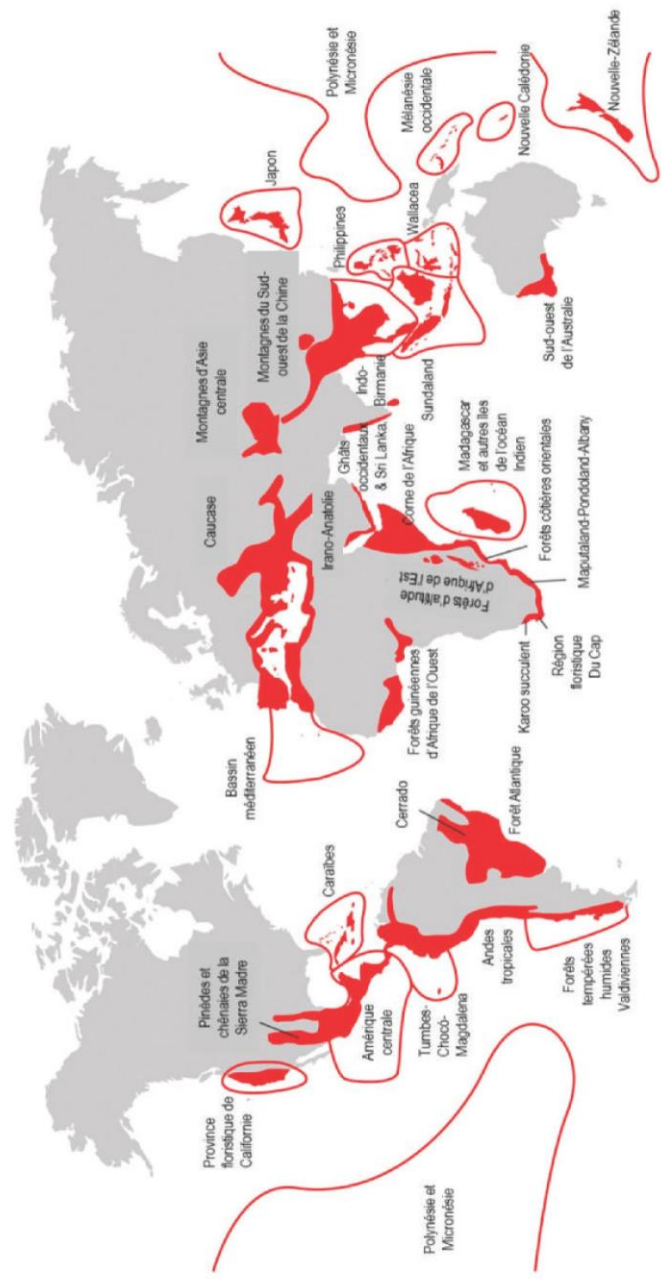 Province
floristique de
Californie
Pinèdes et
chênaies de la
Sierra Madre
Caraïbes
Amérique
centrale
Tumbes-
Chocó-
Magdalena
Andes
tropicales
Forêts
tempérées
humides
Valdiviennes
Cerrado
Forêt Atlantique
Polynésie et
Micronésie
Bassin
méditerranéen
Caucase
Irano-Anatolie
Montagnes d'Asie
centrale
Montagnes du Sud-
ouest de la Chine
Japon
Polynésie et
Micronésie
Forêts guinéennes
d'Afrique de l'Ouest
Forêts d'altitude
d'Afrique de l'Est
Corne de l'Afrique
Ghâts
occidentaux
& Sri Lanka
Indo-
Birmanie
Philippines
Sundaland
Wallacea
Mélanésie
occidentale
Nouvelle Calédonie
Nouvelle-Zélande
Sud-ouest
de l'Australie
Madagascar
et autres îles
de l'océan
Indien
Forêts côtières orientales
Maputaland-Pondoland-Albany
Karoo succulent
Région
floristique
Du Cap